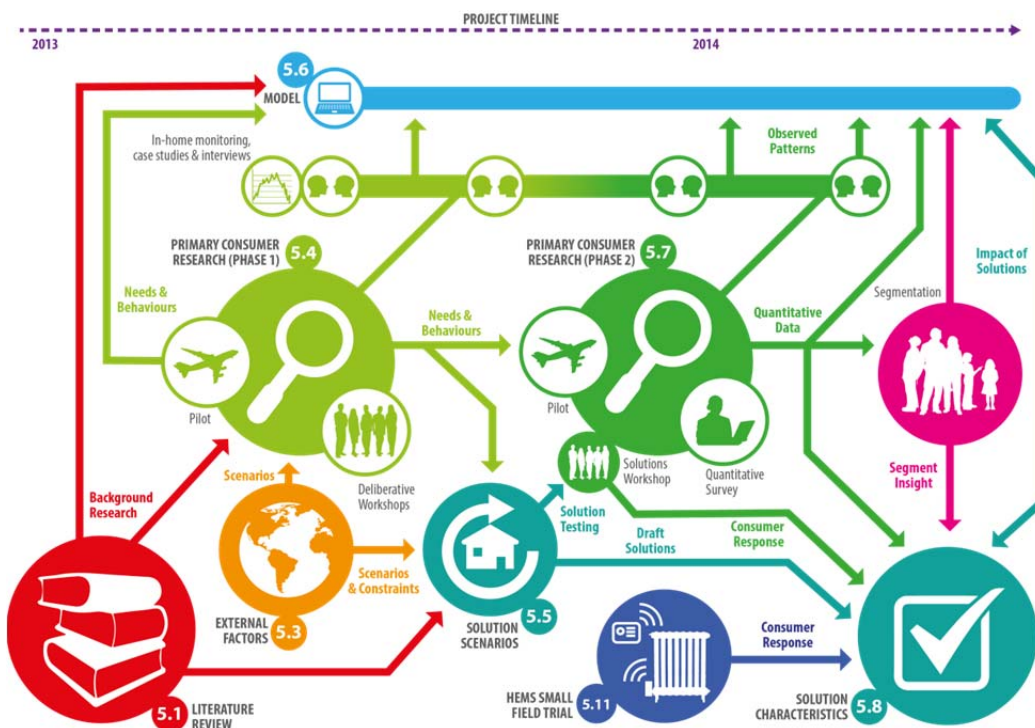 PROJECT TIMELINE
2013
2014
5.6
MODEL
In-home monitoring,
case studies & interviews
Observed
Patterns
PRIMARY CONSUMER
RESEARCH (PHASE 1)
5.4
PRIMARY CONSUMER
RESEARCH (PHASE 2)
5.7
Impact of
Solutions
Needs &
Behaviours
Needs &
Behaviours
Quantitative
Data
Segmentation
Pilot
Pilot
Deliberative
Workshops
Solutions
Workshop
Quantitative
Survey
Scenarios
Background
Research
Solution
Testing
Draft
Solutions
Consumer
Response
Segment
Insight
Scenarios
& Constraints
EXTERNAL
FACTORS
5.3
SOLUTION
SCENARIOS
5.5
Consumer
Response
5.1
LITERATURE
REVIEW
HEMS SMALL
FIELD TRIAL
5.11
SOLUTION
CHARACTERISTICS
5.8